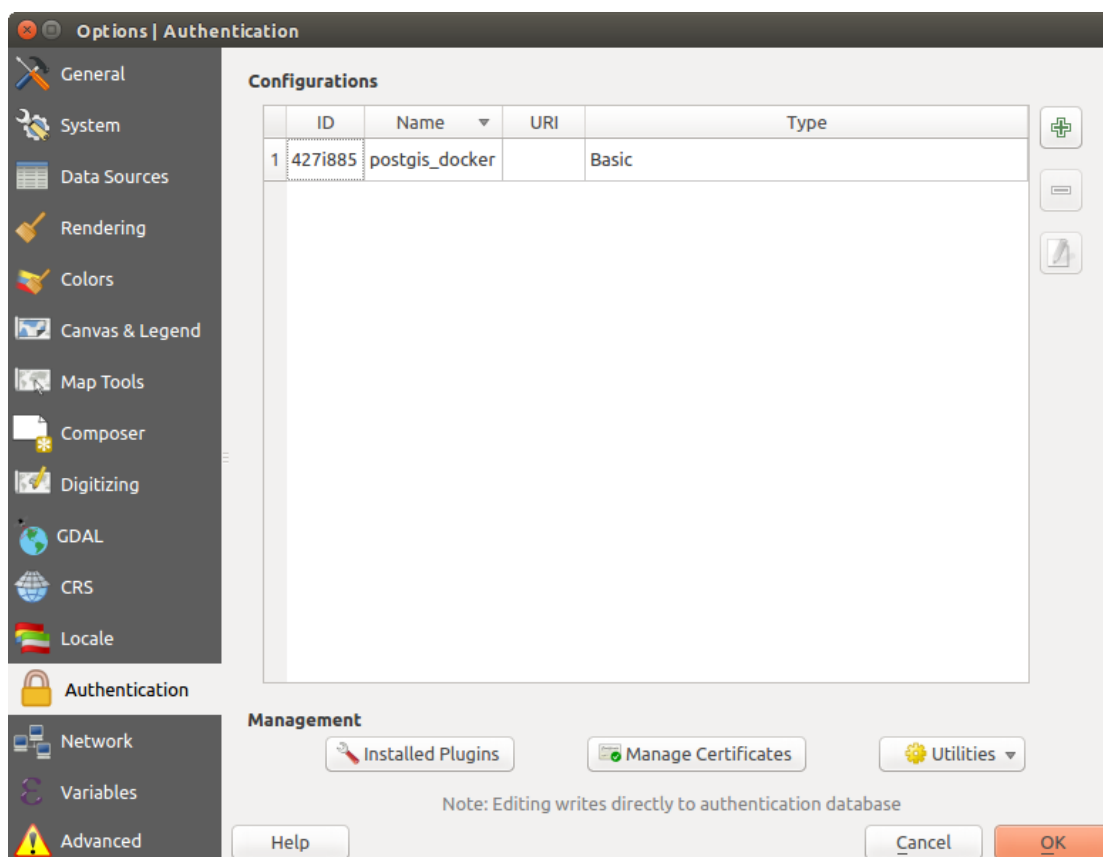 Options | Authentication
General
System
Data Sources
Rendering
Colors
Canvas & Legend
Map Tools
Composer
Digitizing
GDAL
CRS
Locale
Authentication
Network
Variables
Advanced
Configurations
ID Name URI Type
1 427i885 postgis_docker Basic
Management
Installed Plugins Manage Certificates Utilities
Note: Editing writes directly to authentication database
Help Cancel OK